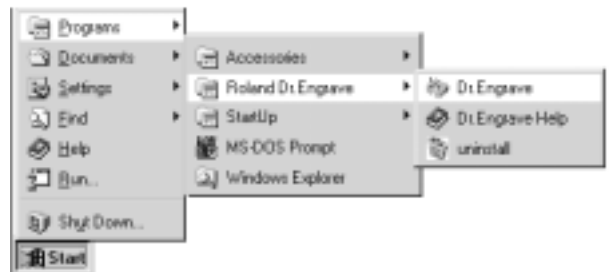 Programs
Documents
Settings
Find
Help
Run...
Shut Down...
Start
Accessories
Roland Dr.Engrave
StartUp
MS-DOS Prompt
Windows Explorer
Dr.Engrave
Dr.Engrave Help
uninstall